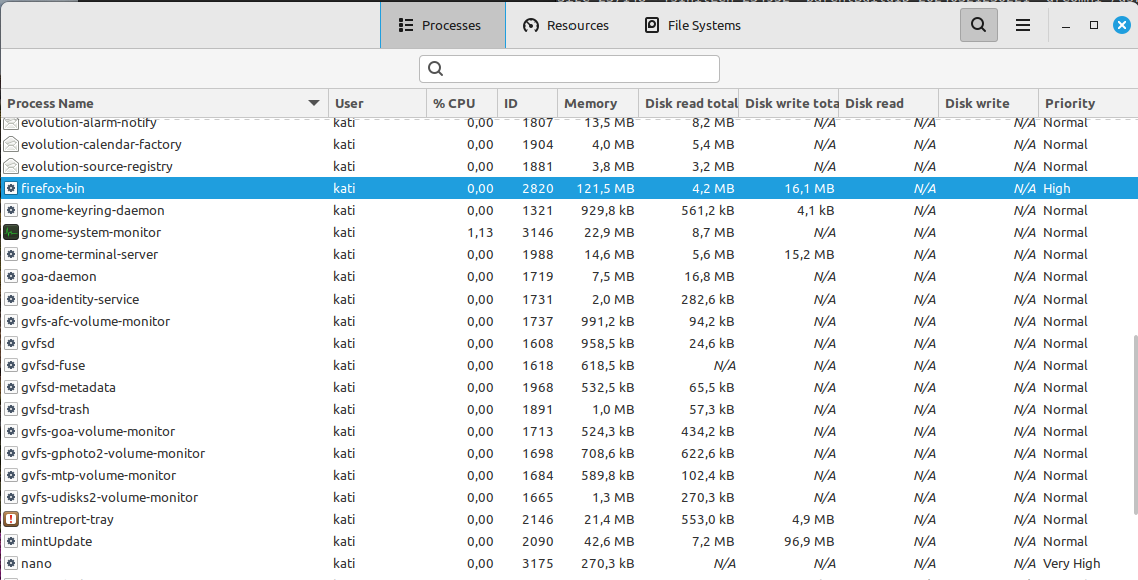 Processes Resources File Systems
Process Name User % CPU ID Memory Disk read total Disk write tota Disk read Disk write Priority
evolution-alarm-notify kati 0,00 1807 13,5 MB 8,2 MB N/A N/A N/A Normal
evolution-calendar-factory kati 0,00 1904 4,0 MB 5,4 MB N/A N/A N/A Normal
evolution-source-registry kati 0,00 1881 3,8 MB 3,2 MB N/A N/A N/A Normal
firefox-bin kati 0,00 2820 121,5 MB 4,2 MB 16,1 MB N/A N/A High
gnome-keyring-daemon kati 0,00 1321 929,8 kB 561,2 kB 4,1 kB N/A N/A Normal
gnome-system-monitor kati 1,13 3146 22,9 MB 8,7 MB N/A N/A N/A Normal
gnome-terminal-server kati 0,00 1988 14,6 MB 5,6 MB 15,2 MB N/A N/A Normal
goa-daemon kati 0,00 1719 7,5 MB 16,8 MB N/A N/A N/A Normal
goa-identity-service kati 0,00 1731 2,0 MB 282,6 kB N/A N/A N/A Normal
gvfs-afc-volume-monitor kati 0,00 1737 991,2 kB 94,2 kB N/A N/A N/A Normal
gvfsd kati 0,00 1608 958,5 kB 24,6 kB N/A N/A N/A Normal
gvfsd-fuse kati 0,00 1618 618,5 kB N/A N/A N/A N/A Normal
gvfsd-metadata kati 0,00 1968 532,5 kB 65,5 kB N/A N/A N/A Normal
gvfsd-trash kati 0,00 1891 1,0 MB 57,3 kB N/A N/A N/A Normal
gvfs-goa-volume-monitor kati 0,00 1713 524,3 kB 434,2 kB N/A N/A N/A Normal
gvfs-gphoto2-volume-monitor kati 0,00 1698 708,6 kB 622,6 kB N/A N/A N/A Normal
gvfs-mtp-volume-monitor kati 0,00 1684 589,8 kB 102,4 kB N/A N/A N/A Normal
gvfs-udisks2-volume-monitor kati 0,00 1665 1,3 MB 270,3 kB N/A N/A N/A Normal
mintreport-tray kati 0,00 2146 21,4 MB 553,0 kB 4,9 MB N/A N/A Normal
mintUpdate kati 0,00 2090 42,6 MB 7,2 MB 96,9 MB N/A N/A Normal
nano kati 0,00 3175 270,3 kB N/A N/A N/A N/A Very High